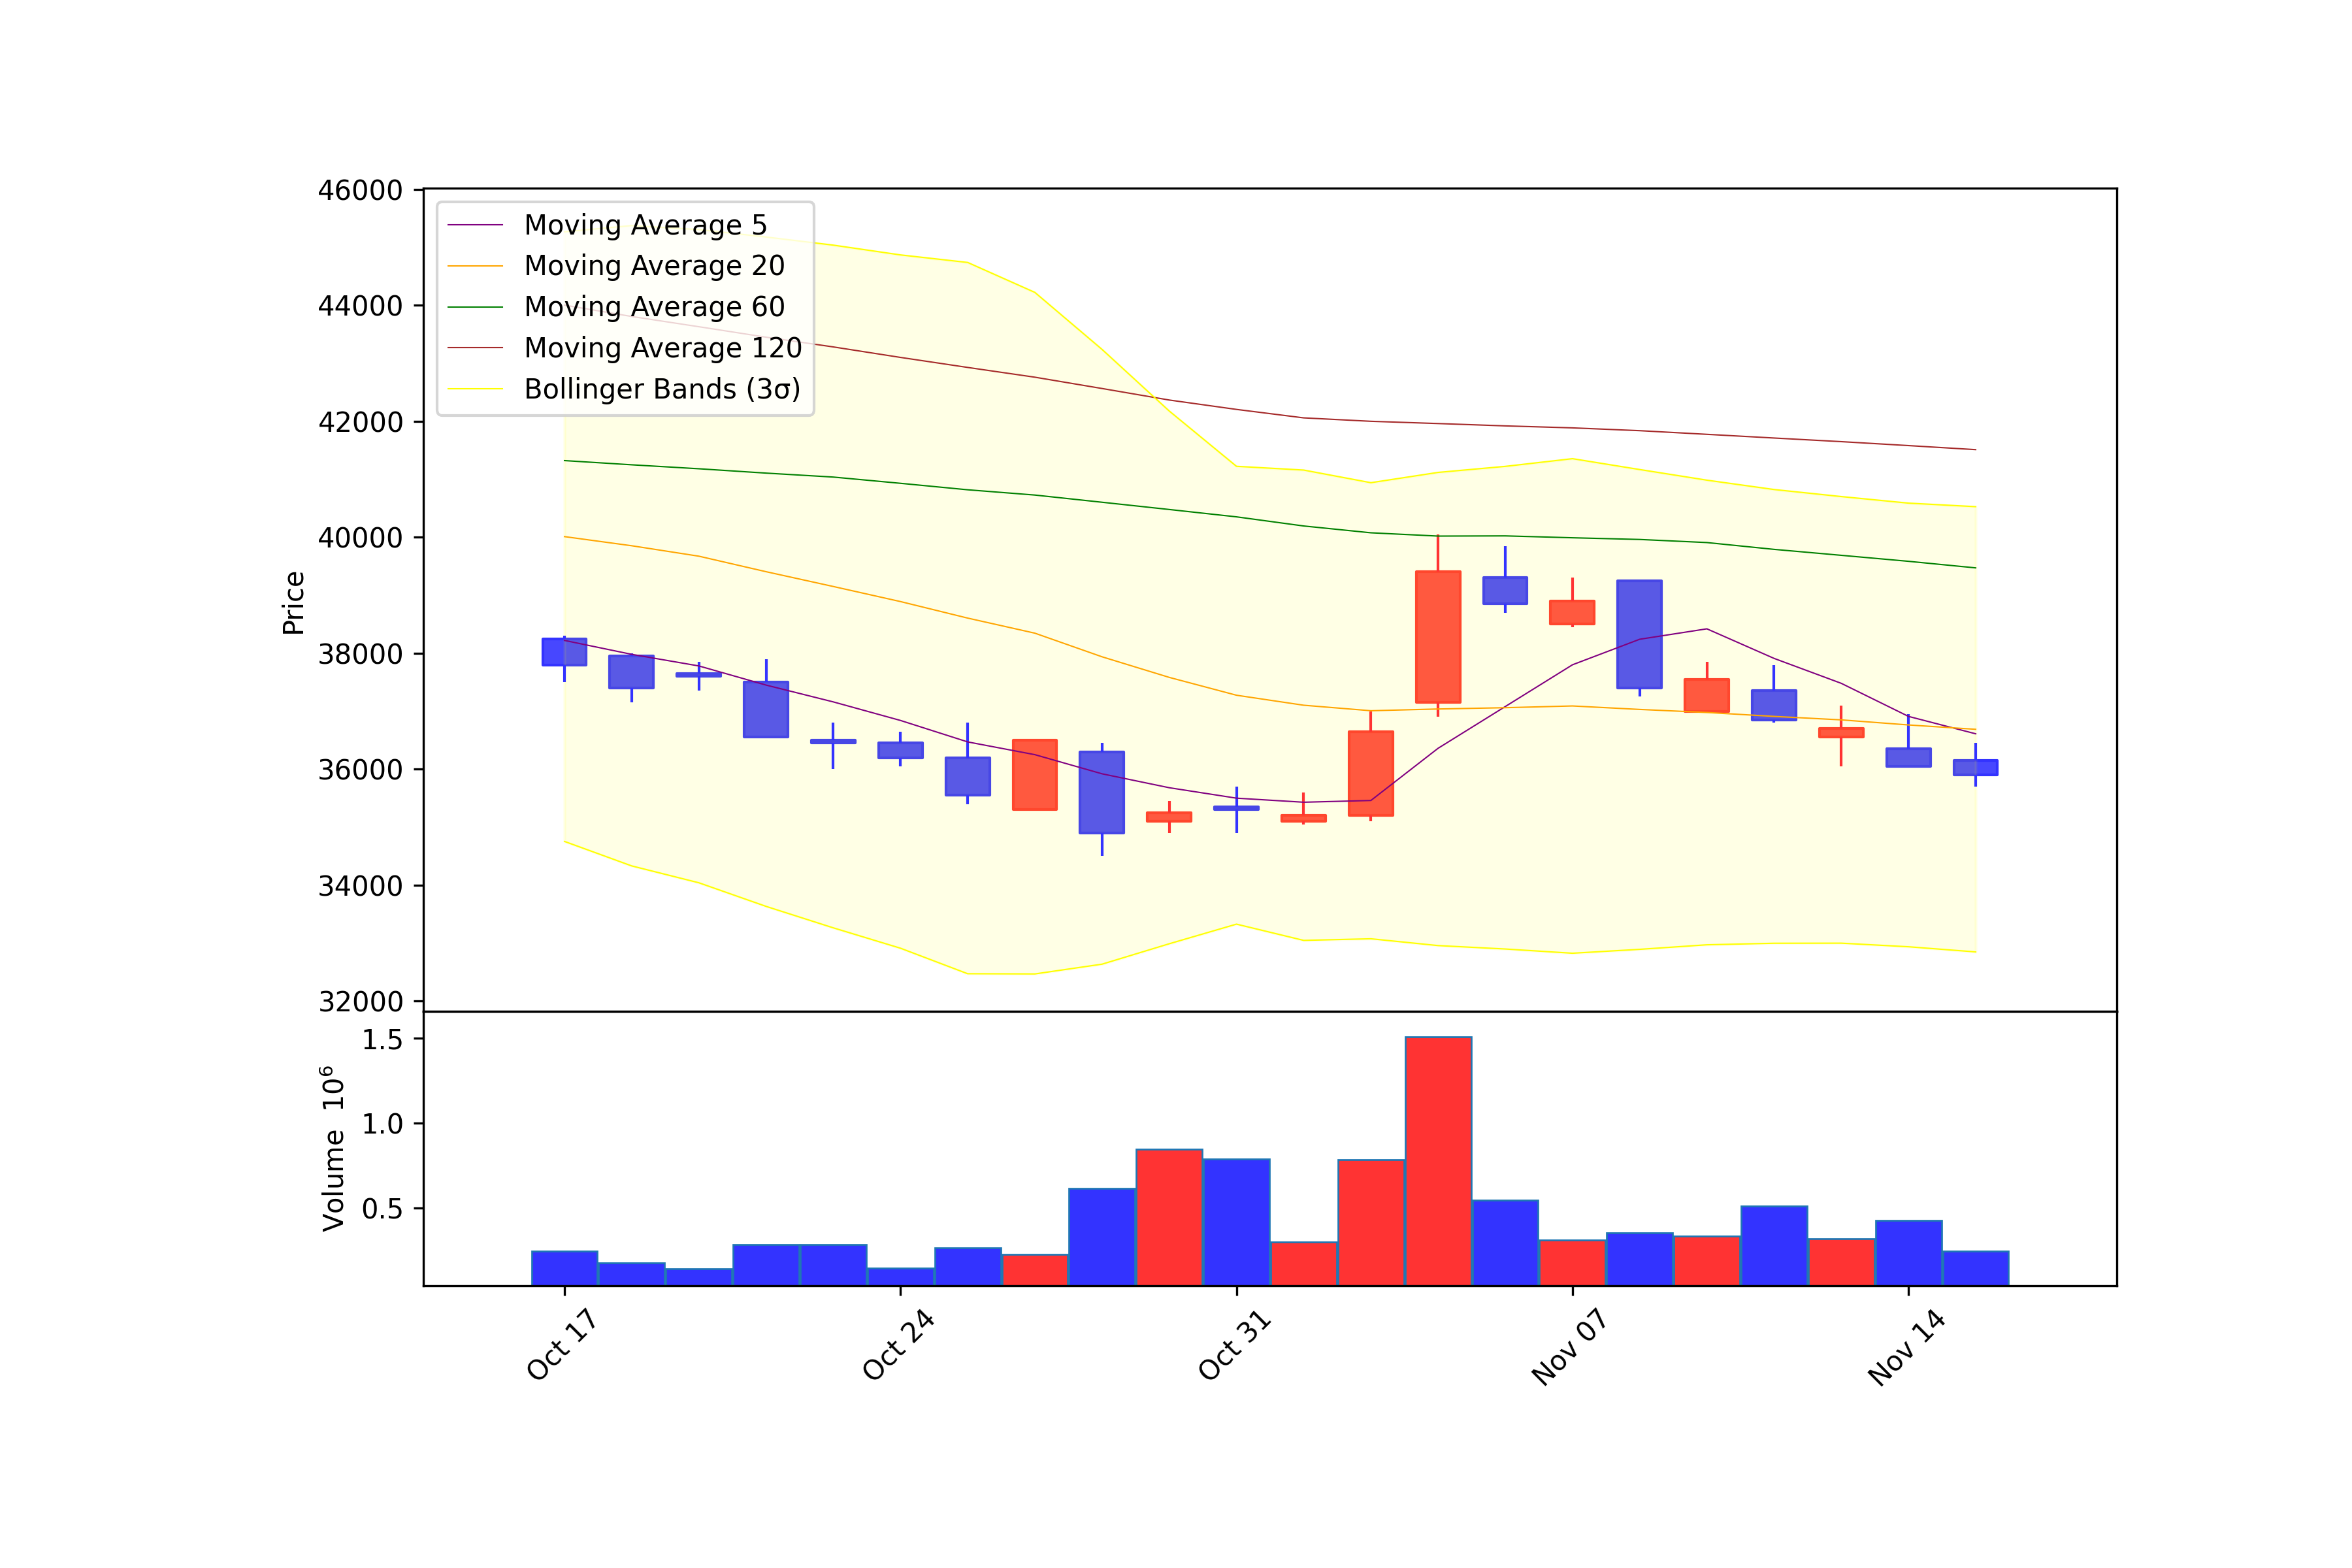 46000
44000
42000
40000
38000
36000
34000
32000
Price
Moving Average 5
Moving Average 20
Moving Average 60
Moving Average 120
Bollinger Bands (3σ)
1.5
1.0
0.5
Volume 10⁶
Oct 17
Oct 24
Oct 31
Nov 07
Nov 14